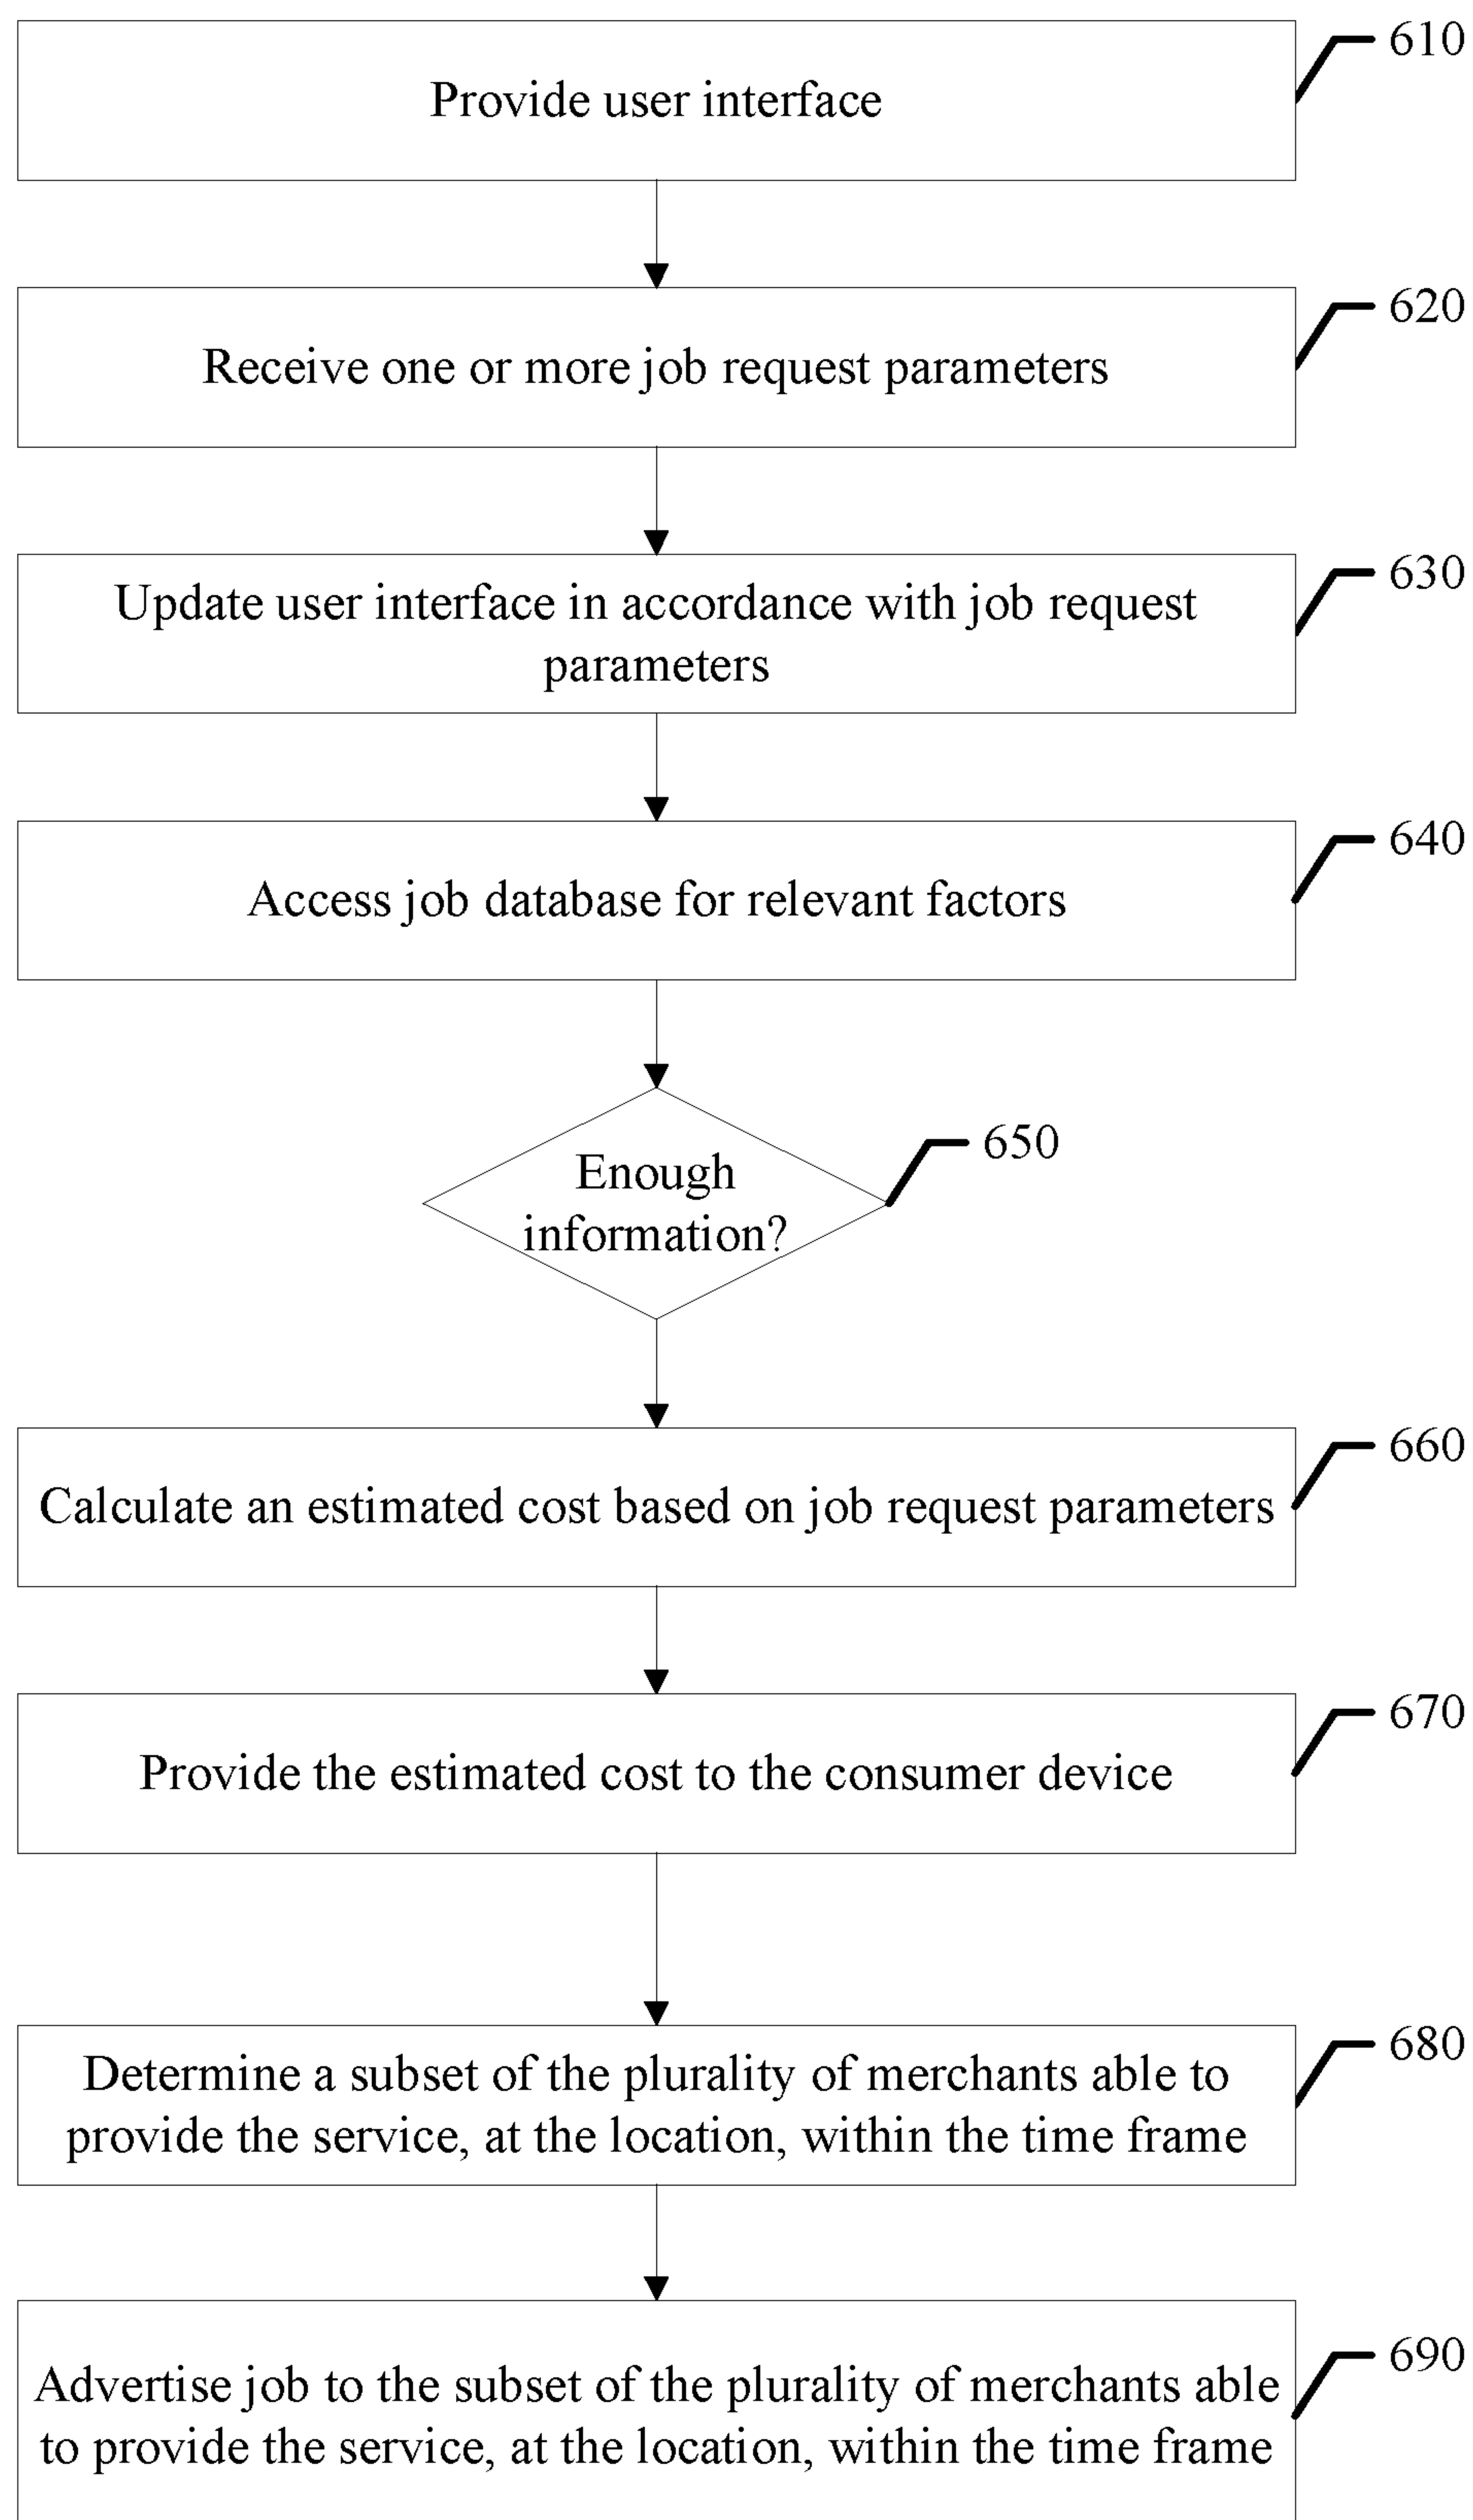 610
Provide user interface
620
Receive one or more job request parameters
630
Update user interface in accordance with job request
parameters
640
Access job database for relevant factors
650
Enough
information?
660
Calculate an estimated cost based on job request parameters
670
Provide the estimated cost to the consumer device
680
Determine a subset of the plurality of merchants able to
provide the service, at the location, within the time frame
690
Advertise job to the subset of the plurality of merchants able
to provide the service, at the location, within the time frame